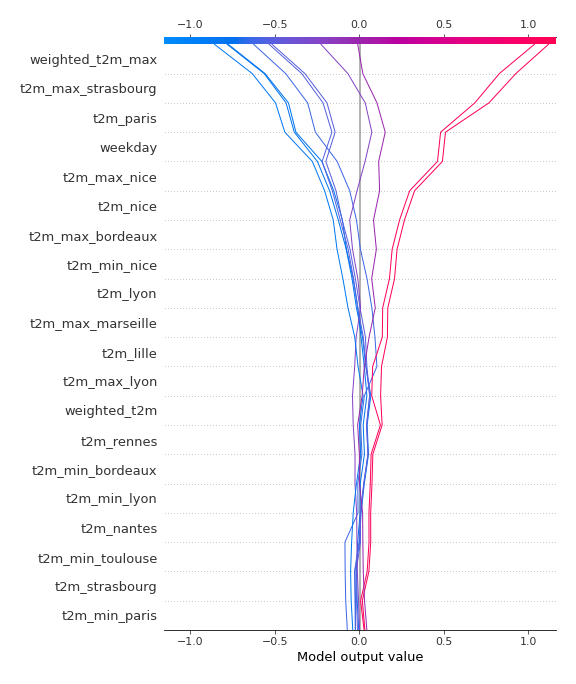 −1.0 −0.5 0.0 0.5 1.0
weighted_t2m_max
t2m_max_strasbourg
t2m_paris
weekday
t2m_max_nice
t2m_nice
t2m_max_bordeaux
t2m_min_nice
t2m_lyon
t2m_max_marseille
t2m_lille
t2m_max_lyon
weighted_t2m
t2m_rennes
t2m_min_bordeaux
t2m_min_lyon
t2m_nantes
t2m_min_toulouse
t2m_strasbourg
t2m_min_paris
−1.0 −0.5 0.0 0.5 1.0
Model output value